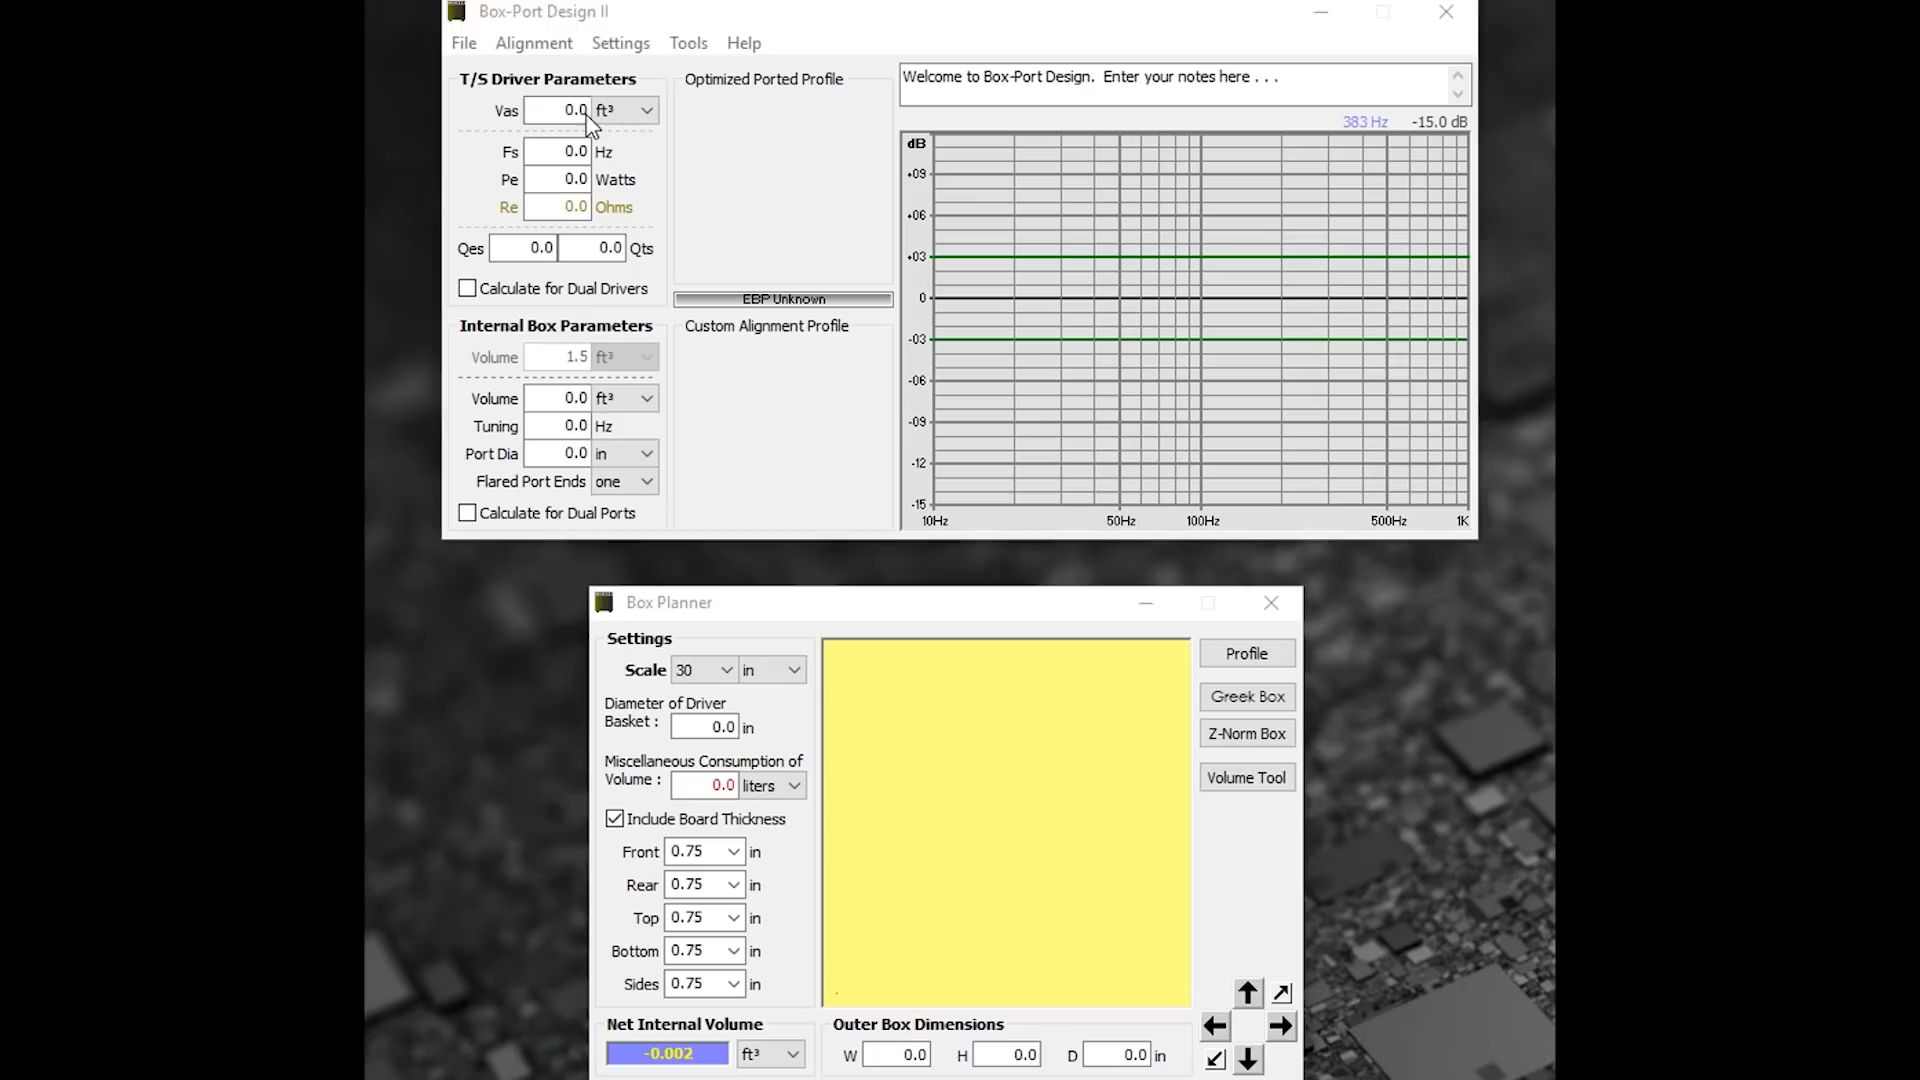 Box-Port Design II
File Alignment Settings Tools Help
T/S Driver Parameters
Vas 0.0 ft³
Fs 0.0 Hz
Pe 0.0 Watts
Re 0.0 Ohms
Qes 0.0 0.0 Qts
Calculate for Dual Drivers
Internal Box Parameters
Volume 1.5 ft³
Volume 0.0 ft³
Tuning 0.0 Hz
Port Dia 0.0 in
Flared Port Ends one
Calculate for Dual Ports
Optimized Ported Profile
EBP Unknown
Custom Alignment Profile
Welcome to Box-Port Design. Enter your notes here . . .
383 Hz -15.0 dB
dB
+09
+06
+03
0
-03
-06
-09
-12
-15
10Hz 50Hz 100Hz 500Hz 1K
Box Planner
Settings
Scale 30 in
Diameter of Driver
Basket : 0.0 in
Miscellaneous Consumption of
Volume : 0.0 liters
Include Board Thickness
Front 0.75 in
Rear 0.75 in
Top 0.75 in
Bottom 0.75 in
Sides 0.75 in
Net Internal Volume
-0.002 ft³
Outer Box Dimensions
W 0.0 H 0.0 D 0.0 in
Profile
Greek Box
Z-Norm Box
Volume Tool